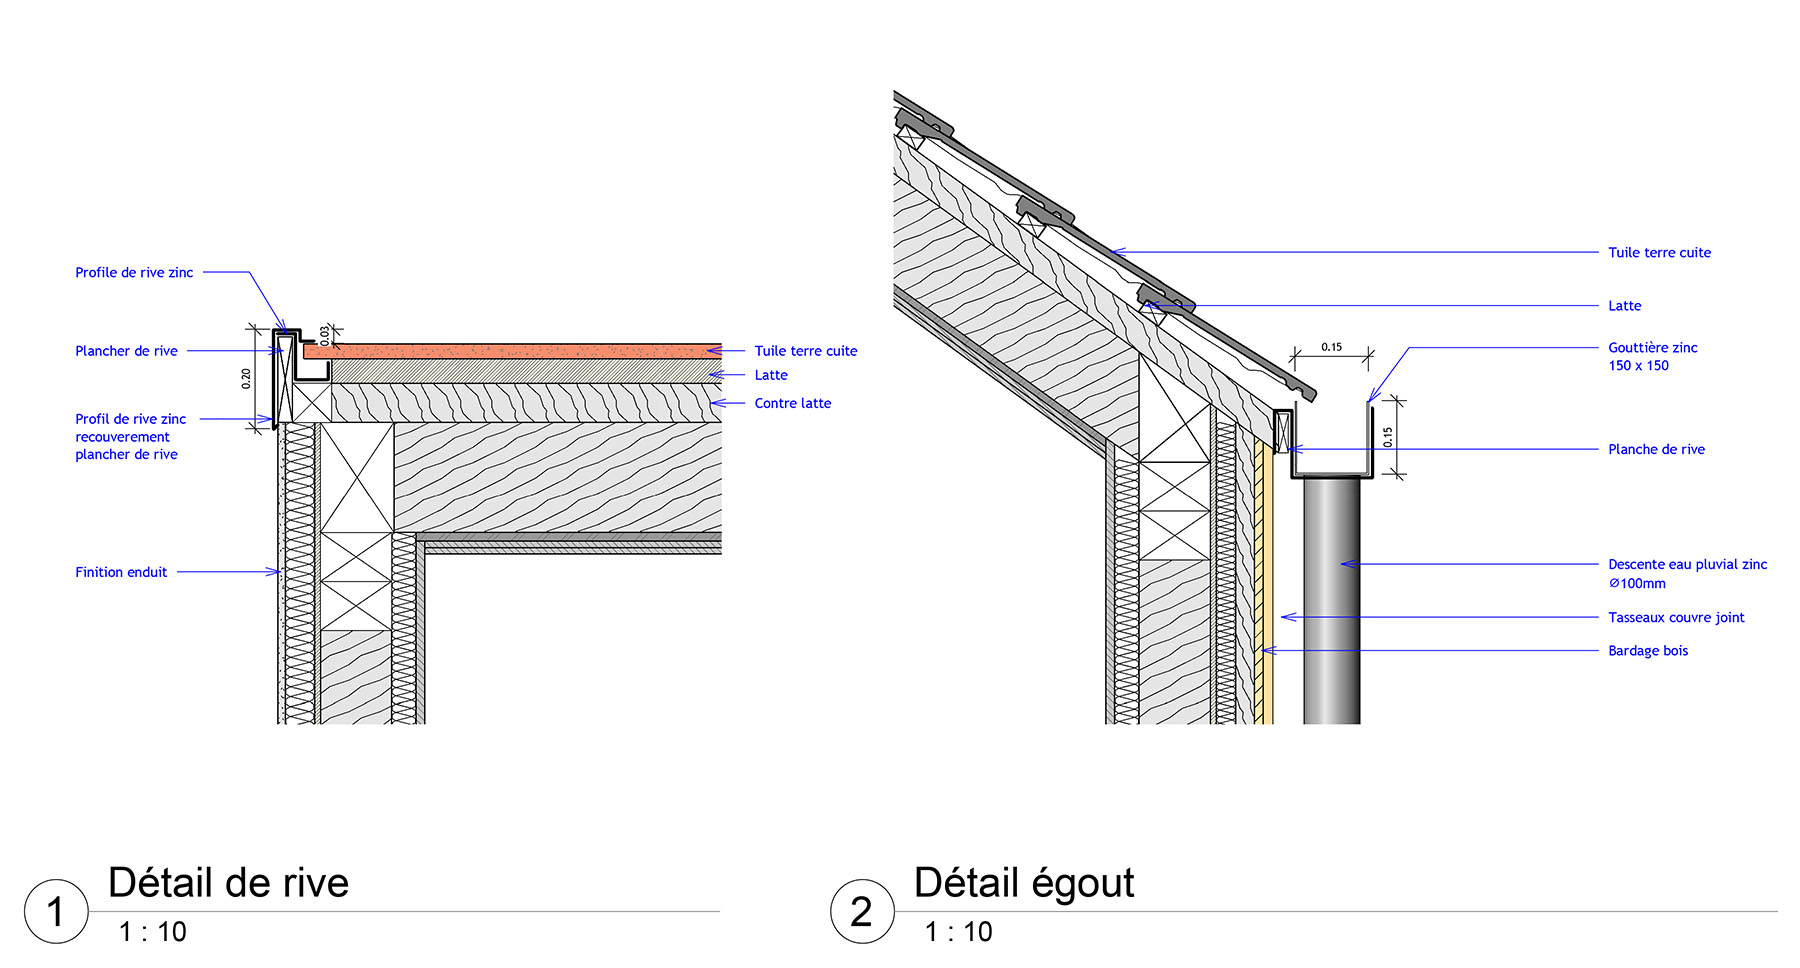 Profile de rive zinc
Plancher de rive
0.03
0.20
Profil de rive zinc
recouverement
plancher de rive
Finition enduit
Tuile terre cuite
Latte
Contre latte
1
Détail de rive
1 : 10
Tuile terre cuite
Latte
0.15
Gouttière zinc
150 x 150
0.15
Planche de rive
Descente eau pluvial zinc
∅100mm
Tasseaux couvre joint
Bardage bois
2
Détail égout
1 : 10